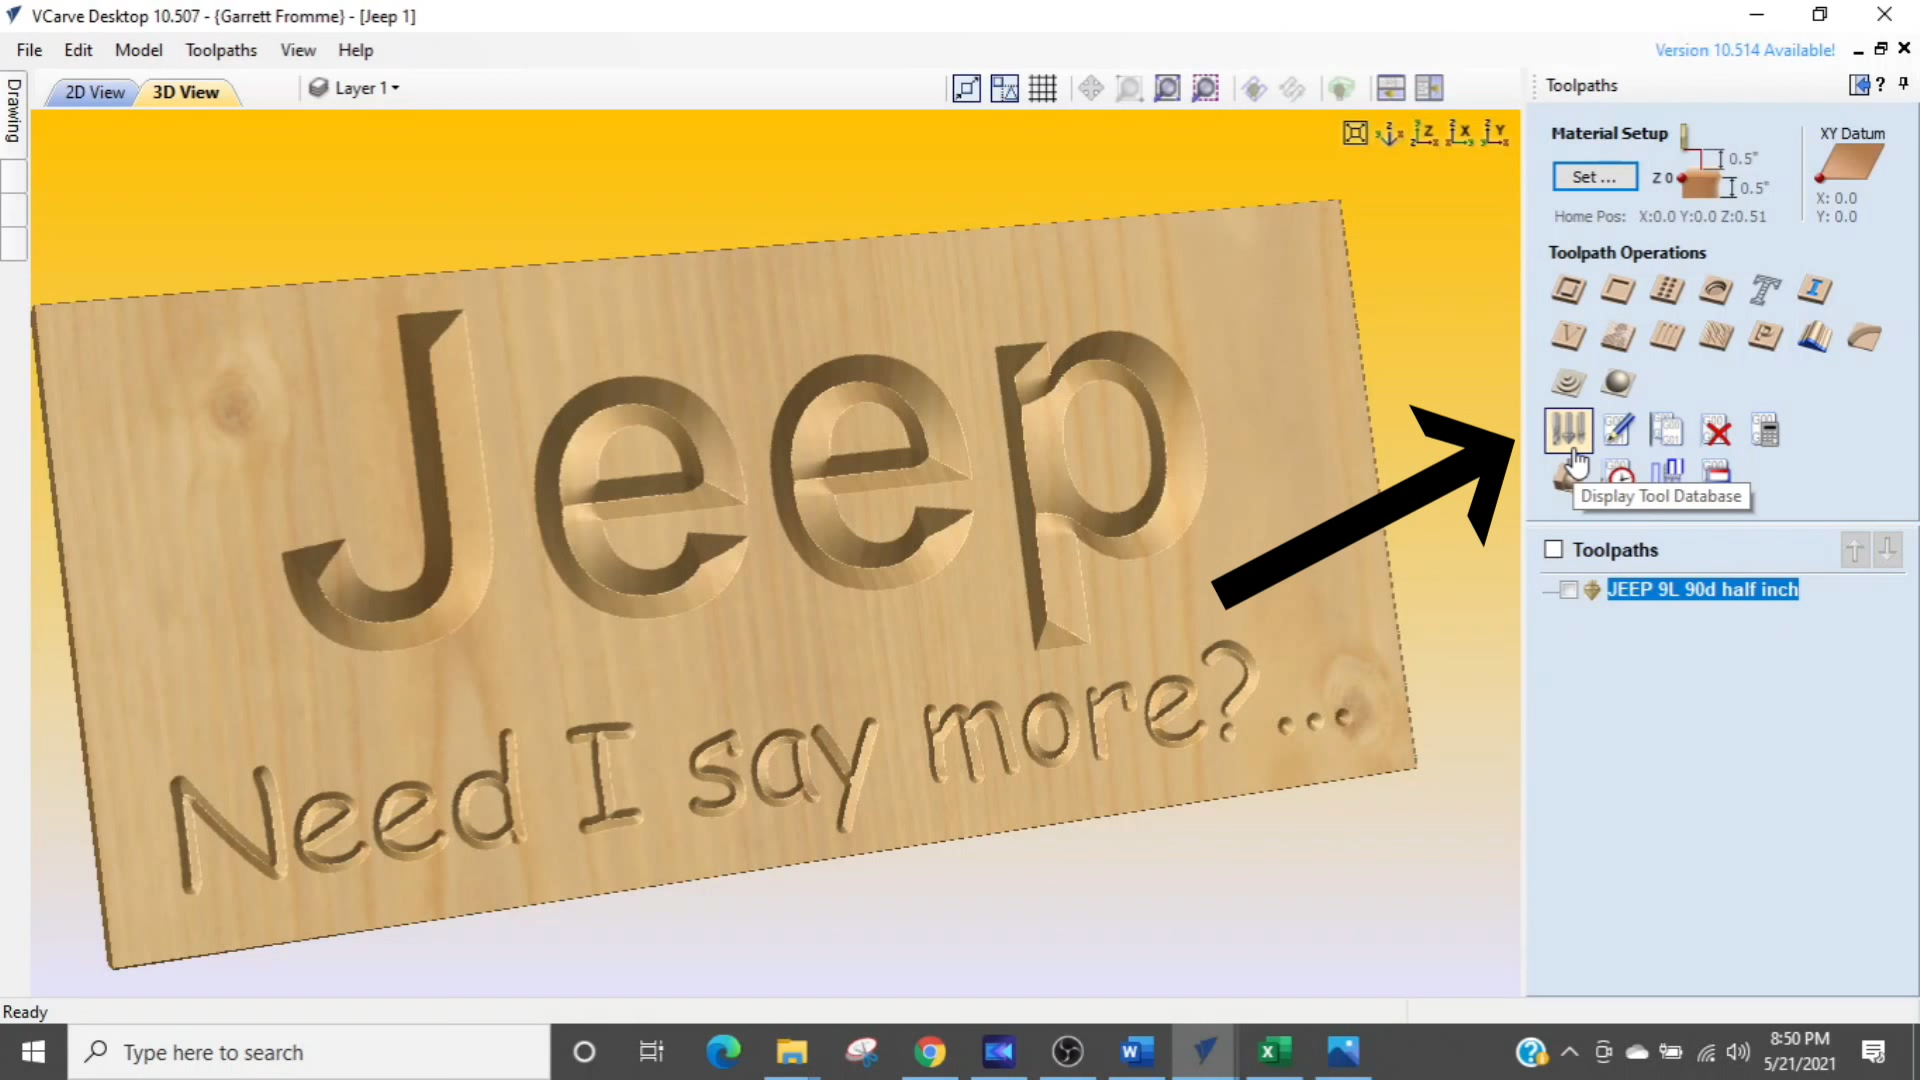 VCarve Desktop 10.507 - {Garrett Fromme} - [Jeep 1]
File Edit Model Toolpaths View Help
Version 10.514 Available!
Drawing
2D View 3D View Layer 1
Toolpaths
Material Setup
Set ...
Z 0
0.5"
0.5"
XY Datum
X: 0.0
Y: 0.0
Home Pos: X:0.0 Y:0.0 Z:0.51
Toolpath Operations
Display Tool Database
Toolpaths
JEEP 9L 90d half inch
Jeep
Need I say more?...
Ready
Type here to search
8:50 PM
5/21/2021